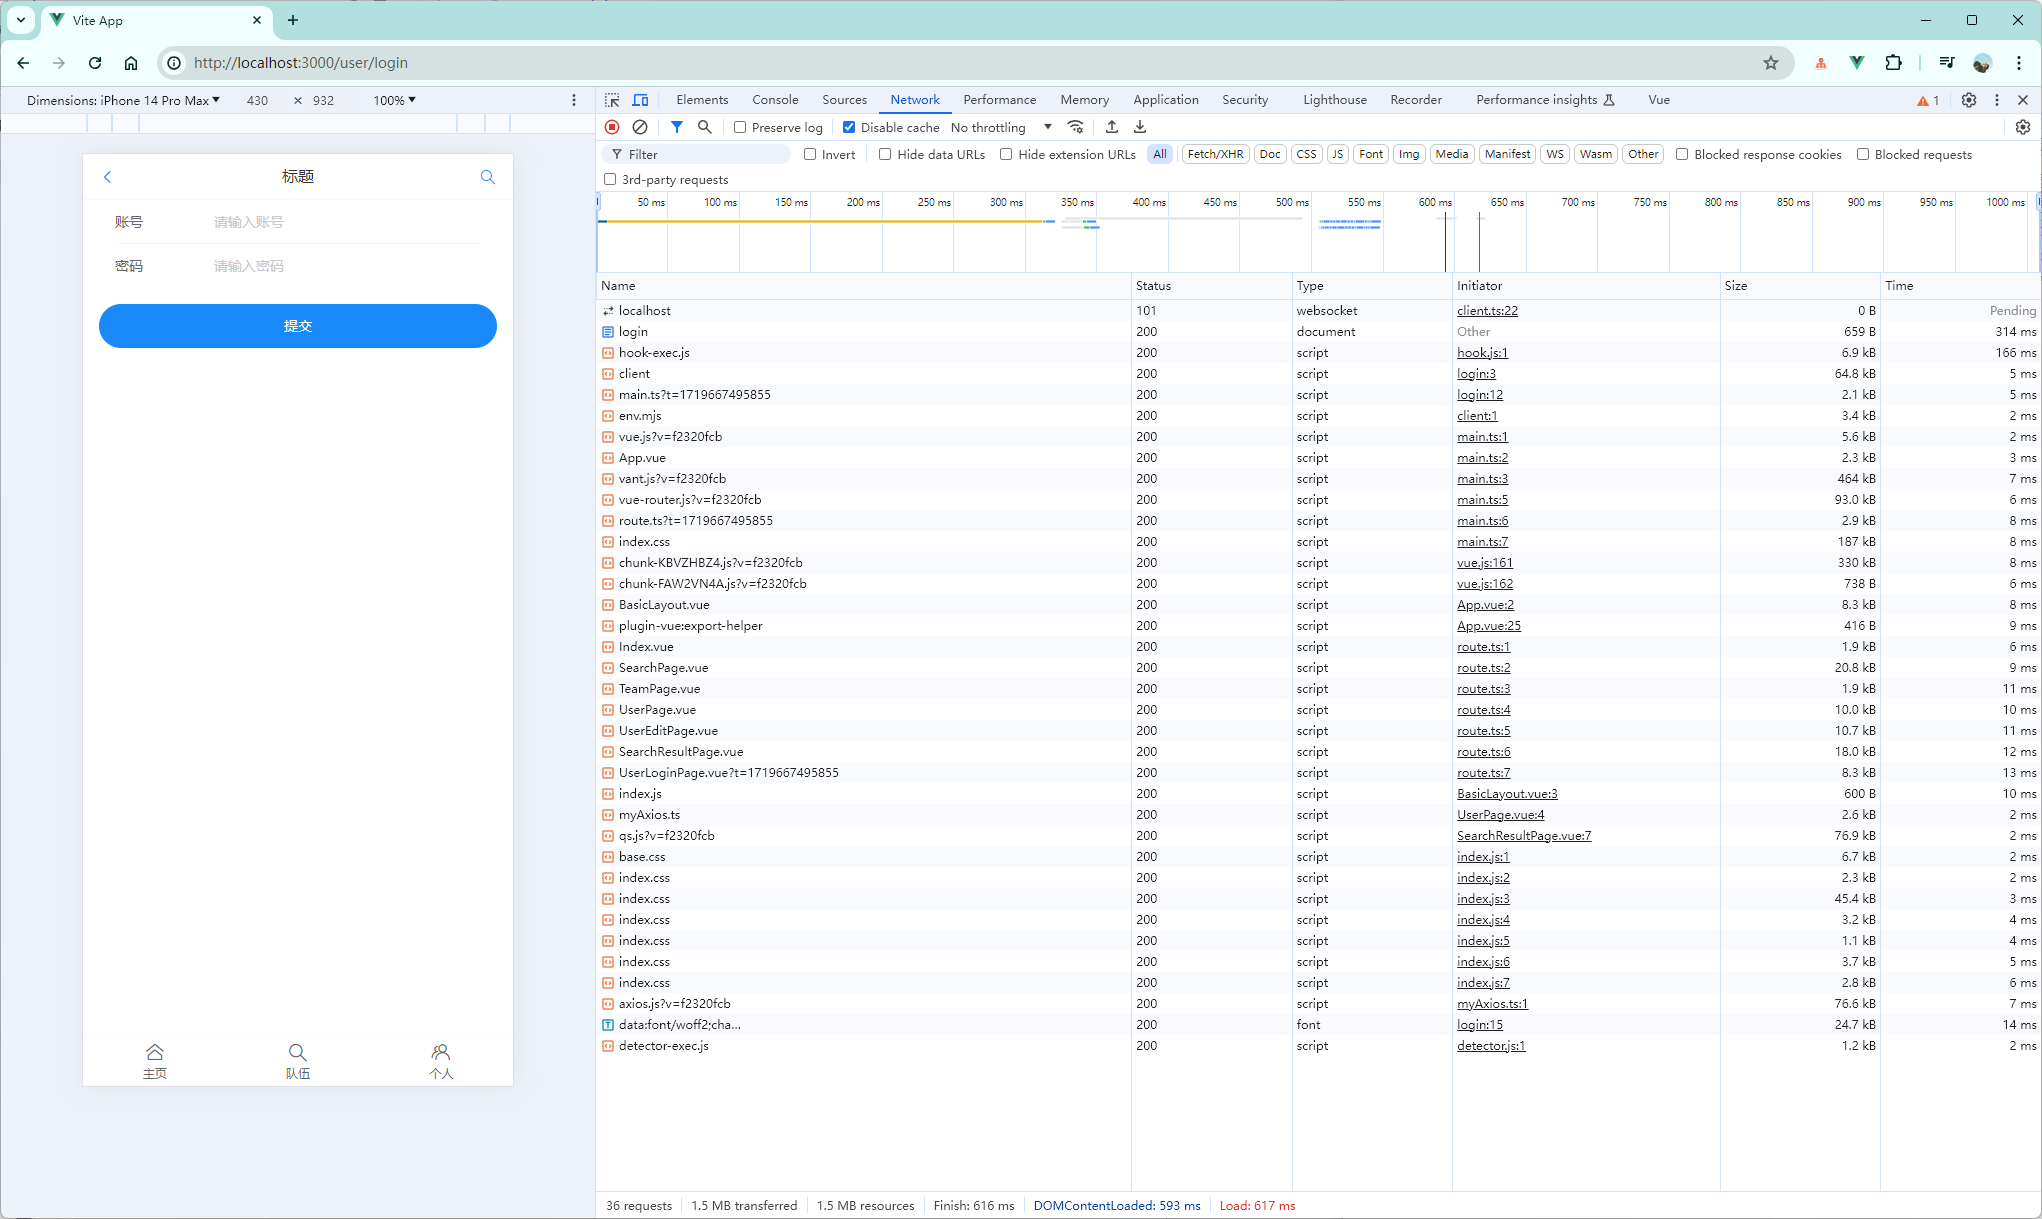 Vite App
http://localhost:3000/user/login
Dimensions: iPhone 14 Pro Max 430 × 932 100%
标题
账号 请输入账号
密码 请输入密码
提交
主页 队伍 个人
Elements Console Sources Network Performance Memory Application Security Lighthouse Recorder Performance insights Vue 1
Preserve log Disable cache No throttling
Filter Invert Hide data URLs Hide extension URLs All Fetch/XHR Doc CSS JS Font Img Media Manifest WS Wasm Other Blocked response cookies Blocked requests
3rd-party requests
50 ms 100 ms 150 ms 200 ms 250 ms 300 ms 350 ms 400 ms 450 ms 500 ms 550 ms 600 ms 650 ms 700 ms 750 ms 800 ms 850 ms 900 ms 950 ms 1000 ms
Name Status Type Initiator Size Time
localhost 101 websocket client.ts:22 0 B Pending
login 200 document Other 659 B 314 ms
hook-exec.js 200 script hook.js:1 6.9 kB 166 ms
client 200 script login:3 64.8 kB 5 ms
main.ts?t=1719667495855 200 script login:12 2.1 kB 5 ms
env.mjs 200 script client:1 3.4 kB 2 ms
vue.js?v=f2320fcb 200 script main.ts:1 5.6 kB 2 ms
App.vue 200 script main.ts:2 2.3 kB 3 ms
vant.js?v=f2320fcb 200 script main.ts:3 464 kB 7 ms
vue-router.js?v=f2320fcb 200 script main.ts:5 93.0 kB 6 ms
route.ts?t=1719667495855 200 script main.ts:6 2.9 kB 8 ms
index.css 200 script main.ts:7 187 kB 8 ms
chunk-KBVZHBZ4.js?v=f2320fcb 200 script vue.js:161 330 kB 8 ms
chunk-FAW2VN4A.js?v=f2320fcb 200 script vue.js:162 738 B 6 ms
BasicLayout.vue 200 script App.vue:2 8.3 kB 8 ms
plugin-vue:export-helper 200 script App.vue:25 416 B 9 ms
Index.vue 200 script route.ts:1 1.9 kB 6 ms
SearchPage.vue 200 script route.ts:2 20.8 kB 9 ms
TeamPage.vue 200 script route.ts:3 1.9 kB 11 ms
UserPage.vue 200 script route.ts:4 10.0 kB 10 ms
UserEditPage.vue 200 script route.ts:5 10.7 kB 11 ms
SearchResultPage.vue 200 script route.ts:6 18.0 kB 12 ms
UserLoginPage.vue?t=1719667495855 200 script route.ts:7 8.3 kB 13 ms
index.js 200 script BasicLayout.vue:3 600 B 10 ms
myAxios.ts 200 script UserPage.vue:4 2.6 kB 2 ms
qs.js?v=f2320fcb 200 script SearchResultPage.vue:7 76.9 kB 2 ms
base.css 200 script index.js:1 6.7 kB 2 ms
index.css 200 script index.js:2 2.3 kB 2 ms
index.css 200 script index.js:3 45.4 kB 3 ms
index.css 200 script index.js:4 3.2 kB 4 ms
index.css 200 script index.js:5 1.1 kB 4 ms
index.css 200 script index.js:6 3.7 kB 5 ms
index.css 200 script index.js:7 2.8 kB 6 ms
axios.js?v=f2320fcb 200 script myAxios.ts:1 76.6 kB 7 ms
data:font/woff2;cha... 200 font login:15 24.7 kB 14 ms
detector-exec.js 200 script detector.js:1 1.2 kB 2 ms
36 requests 1.5 MB transferred 1.5 MB resources Finish: 616 ms DOMContentLoaded: 593 ms Load: 617 ms